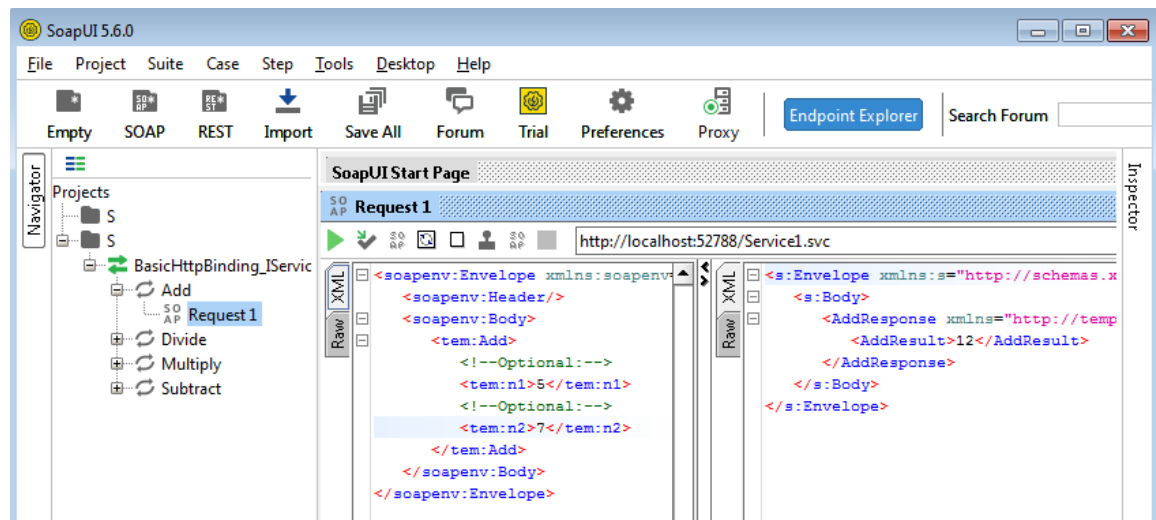 SoapUI 5.6.0
File Project Suite Case Step Tools Desktop Help
Empty SOAP REST Import Save All Forum Trial Preferences Proxy Endpoint Explorer Search Forum
Navigator
Projects
S
S
BasicHttpBinding_IServic
Add
SOAP Request 1
Divide
Multiply
Subtract
SoapUI Start Page
SOAP Request 1
http://localhost:52788/Service1.svc
XML
Raw
<soapenv:Envelope xmlns:soapenv=
<soapenv:Header/>
<soapenv:Body>
<tem:Add>
<!--Optional:-->
<tem:n1>5</tem:n1>
<!--Optional:-->
<tem:n2>7</tem:n2>
</tem:Add>
</soapenv:Body>
</soapenv:Envelope>
XML
Raw
<s:Envelope xmlns:s="http://schemas.x
<s:Body>
<AddResponse xmlns="http://temp
<AddResult>12</AddResult>
</AddResponse>
</s:Body>
</s:Envelope>
Inspector